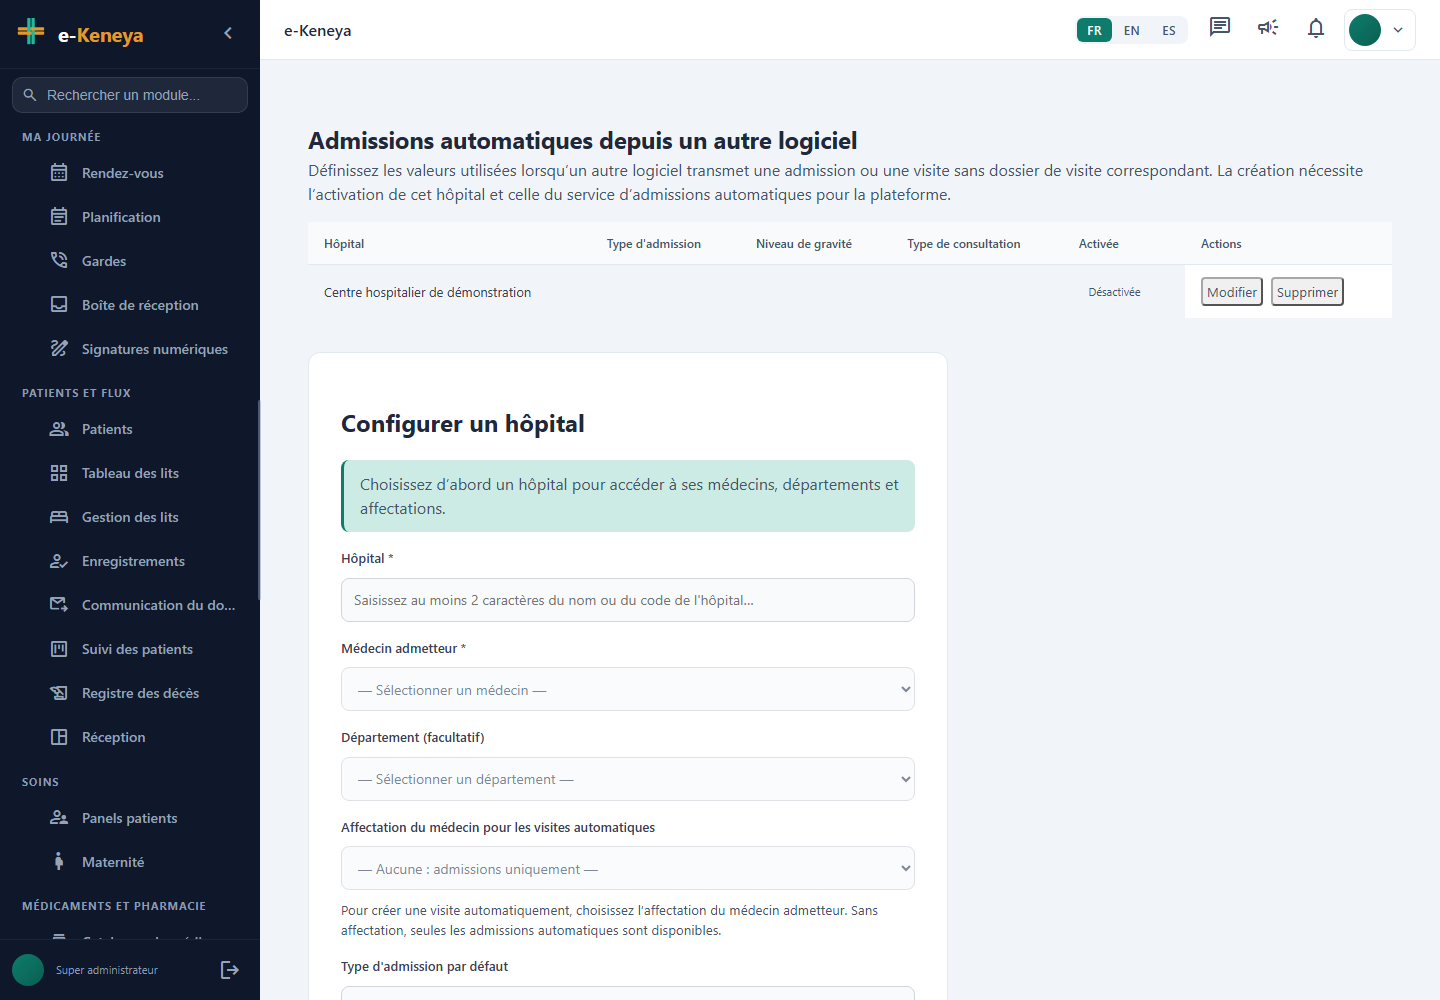 e-Keneya
Rechercher un module...
MA JOURNÉE
Rendez-vous
Planification
Gardes
Boîte de réception
Signatures numériques
PATIENTS ET FLUX
Patients
Tableau des lits
Gestion des lits
Enregistrements
Communication du do...
Suivi des patients
Registre des décès
Réception
SOINS
Panels patients
Maternité
MÉDICAMENTS ET PHARMACIE
Super administrateur
e-Keneya
FR EN ES
Admissions automatiques depuis un autre logiciel
Définissez les valeurs utilisées lorsqu’un autre logiciel transmet une admission ou une visite sans dossier de visite correspondant. La création nécessite
l’activation de cet hôpital et celle du service d’admissions automatiques pour la plateforme.
Hôpital Type d'admission Niveau de gravité Type de consultation Activée Actions
Centre hospitalier de démonstration Désactivée Modifier Supprimer
Configurer un hôpital
Choisissez d’abord un hôpital pour accéder à ses médecins, départements et
affectations.
Hôpital *
Saisissez au moins 2 caractères du nom ou du code de l'hôpital...
Médecin admetteur *
— Sélectionner un médecin —
Département (facultatif)
— Sélectionner un département —
Affectation du médecin pour les visites automatiques
— Aucune : admissions uniquement —
Pour créer une visite automatiquement, choisissez l’affectation du médecin admetteur. Sans
affectation, seules les admissions automatiques sont disponibles.
Type d'admission par défaut